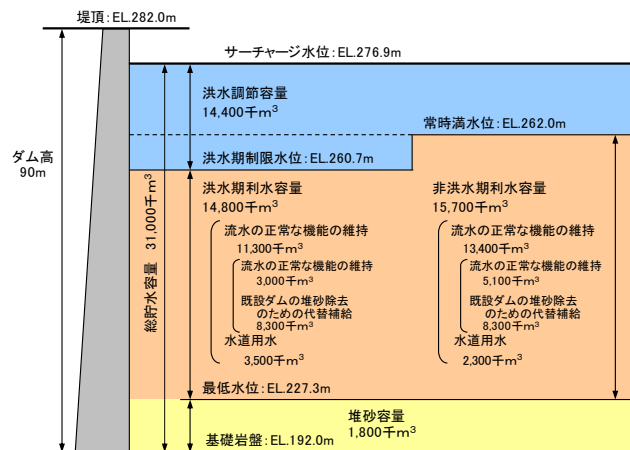 堤頂：EL.282.0m
サーチャージ水位：EL.276.9m
洪水調節容量
14,400千m³
常時満水位：EL.262.0m
洪水期制限水位：EL.260.7m
ダム高
90m
総貯水容量 31,000千m³
洪水期利水容量
14,800千m³
流水の正常な機能の維持
11,300千m³
流水の正常な機能の維持
3,000千m³
既設ダムの堆砂除去
のための代替補給
8,300千m³
水道用水
3,500千m³
非洪水期利水容量
15,700千m³
流水の正常な機能の維持
13,400千m³
流水の正常な機能の維持
5,100千m³
既設ダムの堆砂除去
のための代替補給
8,300千m³
水道用水
2,300千m³
最低水位：EL.227.3m
堆砂容量
1,800千m³
基礎岩盤：EL.192.0m